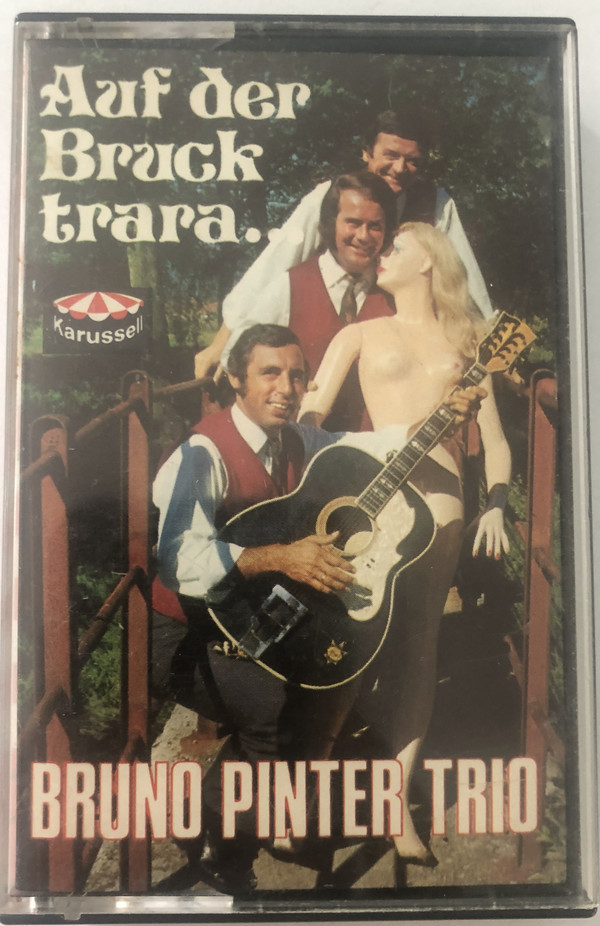 Auf der
Bruck
trara...
Karussell
BRUNO PINTER TRIO